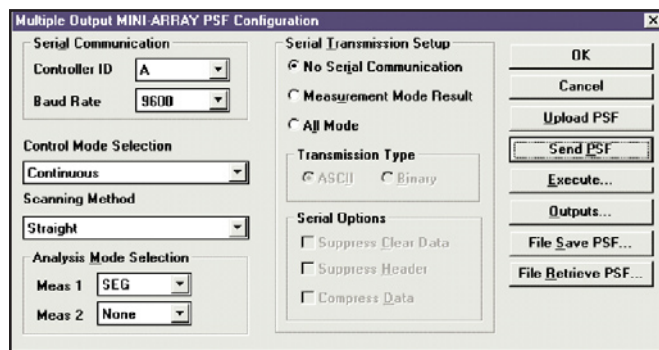 Multiple Output MINI-ARRAY PSF Configuration
Serial Communication
Controller ID A
Baud Rate 9600
Control Mode Selection
Continuous
Scanning Method
Straight
Analysis Mode Selection
Meas 1 SEG
Meas 2 None
Serial Transmission Setup
No Serial Communication
Measurement Mode Result
All Mode
Transmission Type
ASCII Binary
Serial Options
Suppress Clear Data
Suppress Header
Compress Data
OK
Cancel
Upload PSF
Send PSF
Execute...
Outputs...
File Save PSF...
File Retrieve PSF...